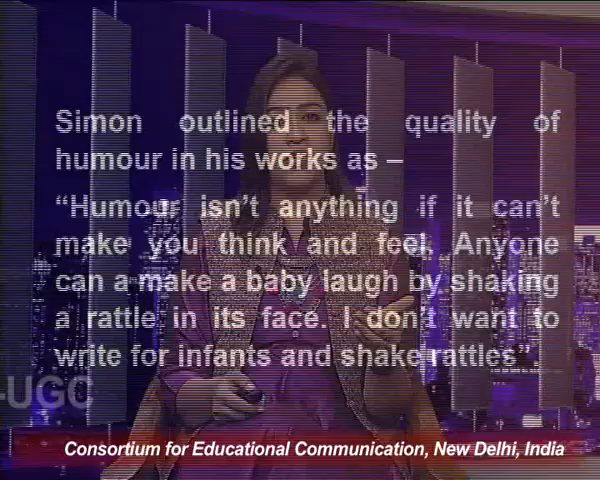 Simon outlined the quality of
humour in his works as –
“Humour isn’t anything if it can’t
make you think and feel. Anyone
can a make a baby laugh by shaking
a rattle in its face. I don’t want to
write for infants and shake rattles”.
-UGC
Consortium for Educational Communication, New Delhi, India